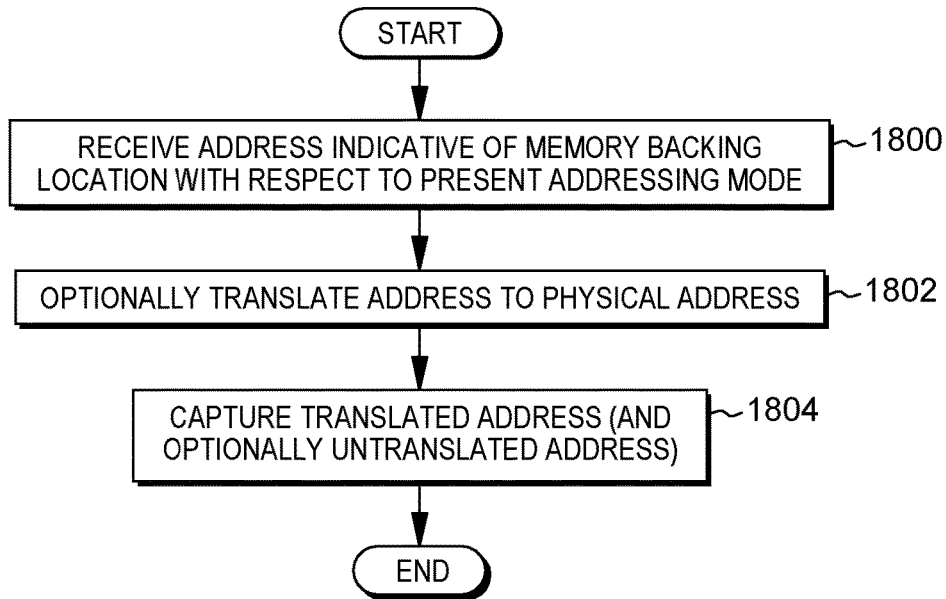 START
RECEIVE ADDRESS INDICATIVE OF MEMORY BACKING
LOCATION WITH RESPECT TO PRESENT ADDRESSING MODE
1800
OPTIONALLY TRANSLATE ADDRESS TO PHYSICAL ADDRESS
1802
CAPTURE TRANSLATED ADDRESS (AND
OPTIONALLY UNTRANSLATED ADDRESS)
1804
END